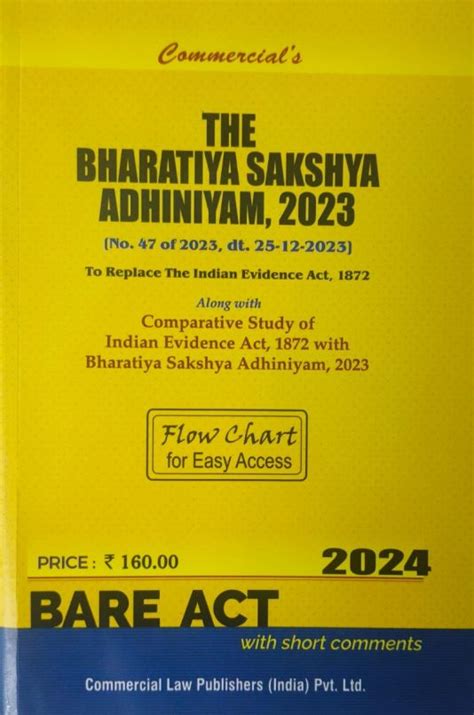 Commercial's
THE
BHARATIYA SAKSHYA
ADHINIYAM, 2023
[No. 47 of 2023, dt. 25-12-2023]
To Replace The Indian Evidence Act, 1872
Along with
Comparative Study of
Indian Evidence Act, 1872 with
Bharatiya Sakshya Adhiniyam, 2023
Flow Chart
for Easy Access
PRICE : ₹ 160.00
2024
BARE ACT
with short comments
Commercial Law Publishers (India) Pvt. Ltd.